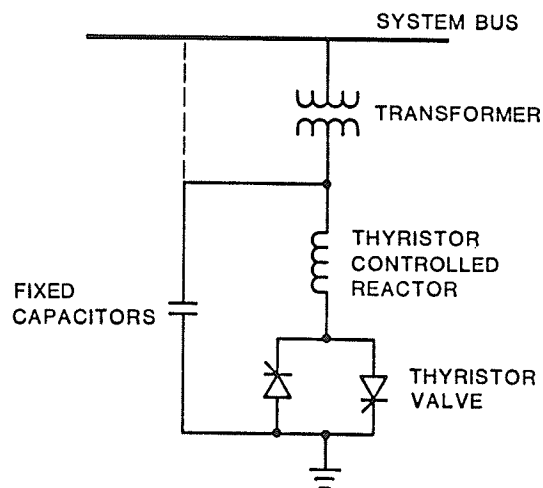 SYSTEM BUS
TRANSFORMER
THYRISTOR
CONTROLLED
REACTOR
FIXED
CAPACITORS
THYRISTOR
VALVE